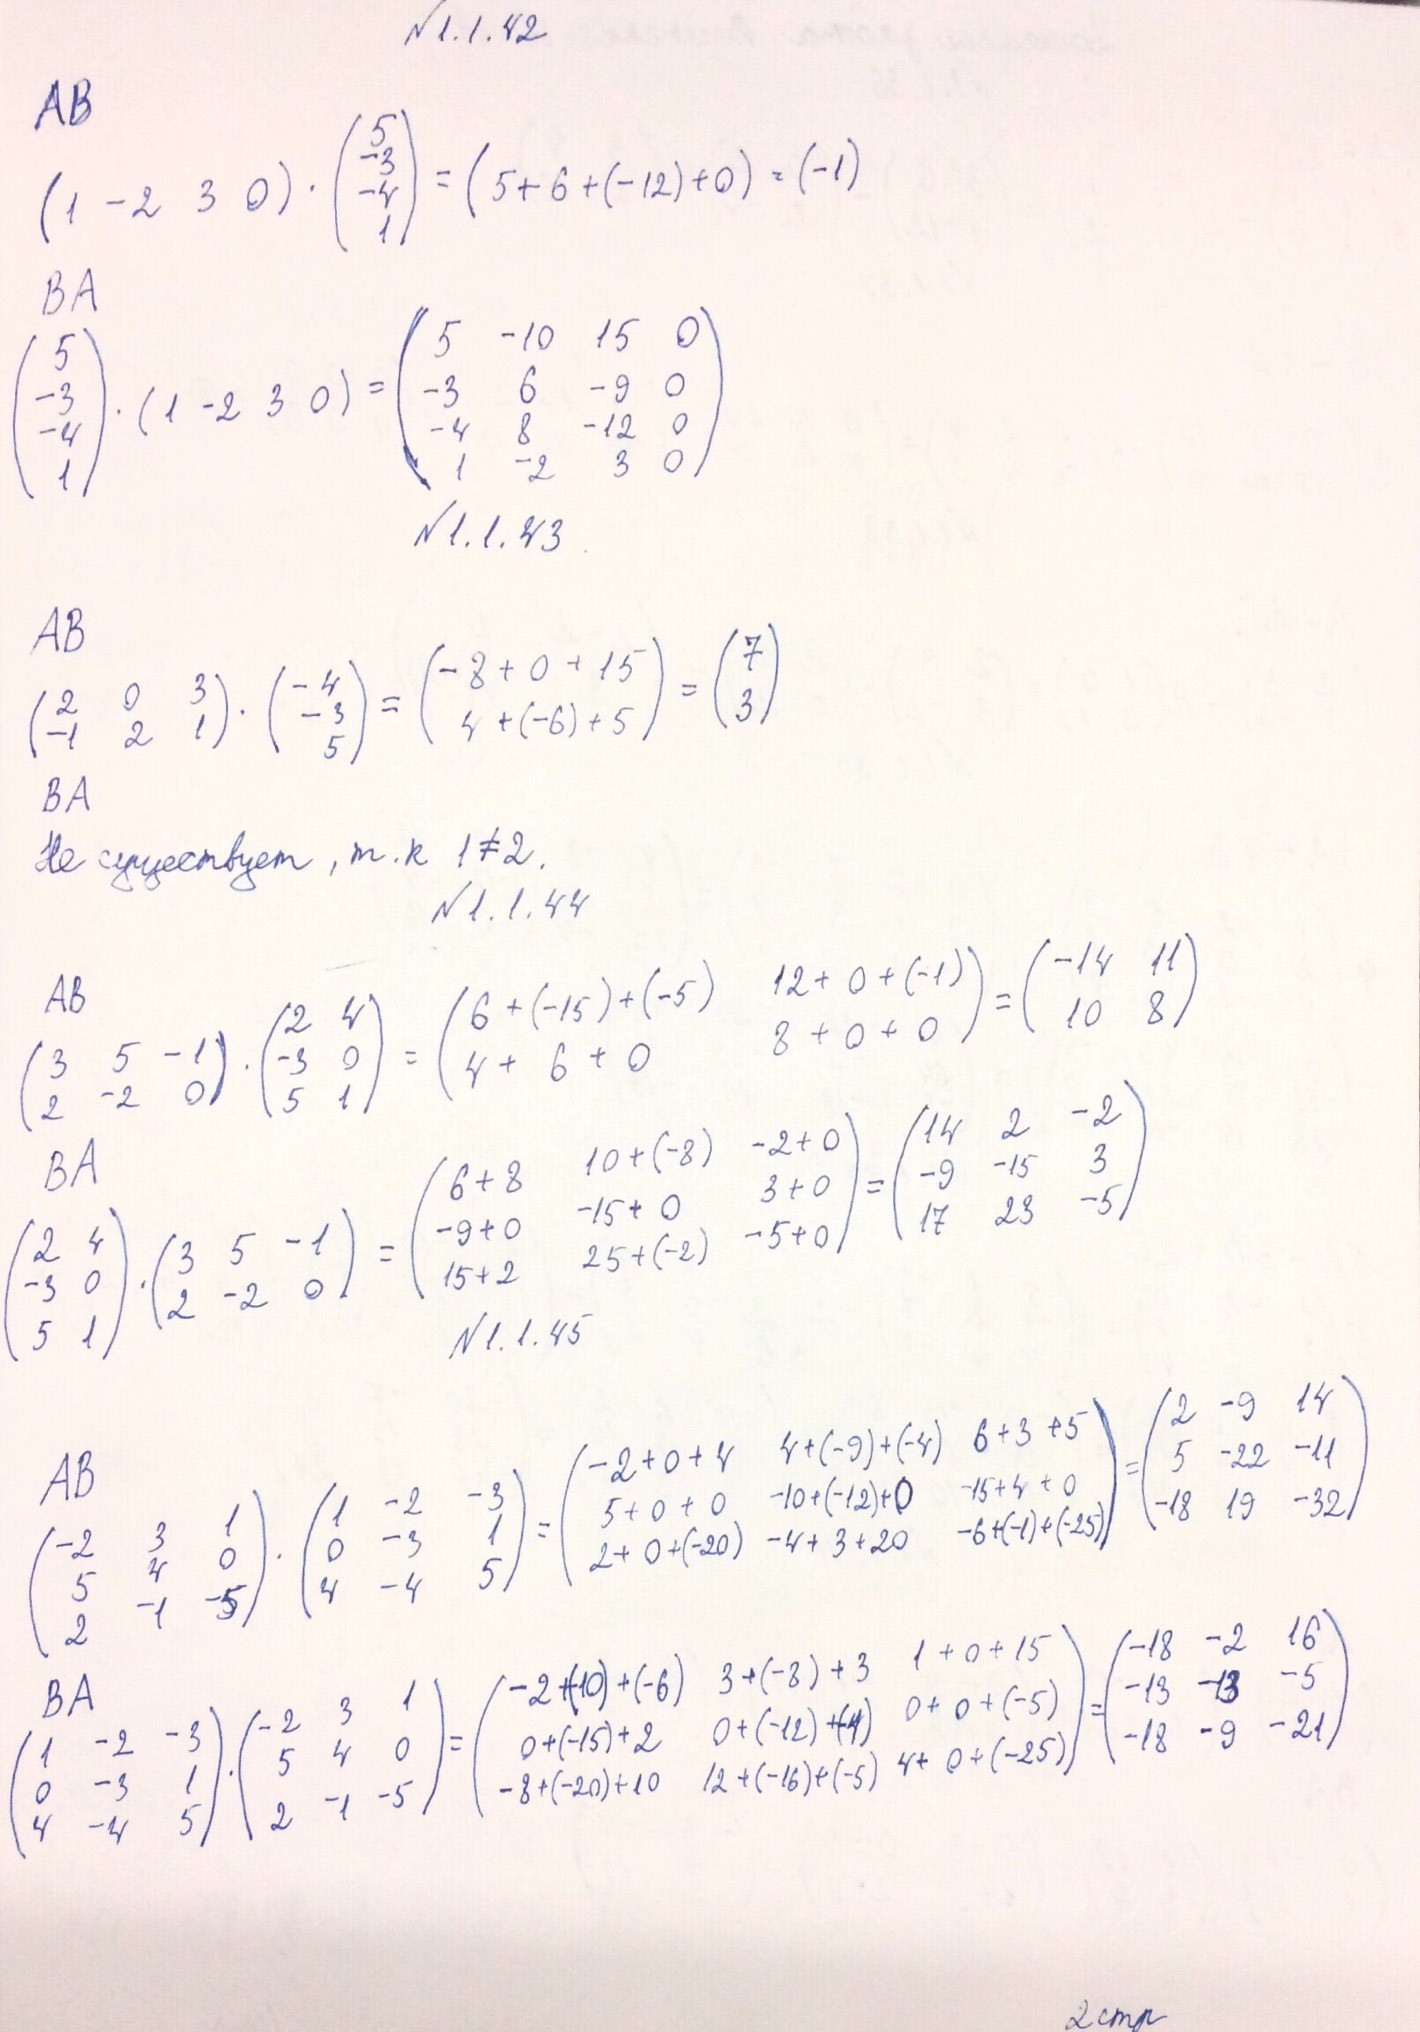 №1.1.42
AB
(1 -2 3 0) · (5 -3 -4 1) = (5+6+(-12)+0) = (-1)
BA
(5 -3 -4 1) · (1 -2 3 0) = (5 -10 15 0
-3 6 -9 0
-4 8 -12 0
1 -2 3 0)
№1.1.43
AB
(2 0 3
-1 2 1) · (-4 -3 5) = (-8+0+15
4+(-6)+5) = (7 3)
BA
Не существует, т.к 1≠2.
№1.1.44
AB
(3 5 -1
2 -2 0) · (2 4
-3 0
5 1) = (6+(-15)+(-5) 12+0+(-1)
4+6+0 8+0+0) = (-14 11
10 8)
BA
(2 4
-3 0
5 1) · (3 5 -1
2 -2 0) = (6+8 10+(-8) -2+0
-9+0 -15+0 3+0
15+2 25+(-2) -5+0) = (14 2 -2
-9 -15 3
17 23 -5)
№1.1.45
AB
(-2 3 1
5 4 0
2 -1 -5) · (1 -2 -3
0 -3 1
4 -4 5) = (-2+0+4 4+(-9)+(-4) 6+3+5
5+0+0 -10+(-12)+0 -15+4+0
2+0+(-20) -4+3+20 -6+(-1)+(-25)) = (2 -9 14
5 -22 -11
-18 19 -32)
BA
(1 -2 -3
0 -3 1
4 -4 5) · (-2 3 1
5 4 0
2 -1 -5) = (-2+(-10)+(-6) 3+(-8)+3 1+0+15
0+(-15)+2 0+(-12)+(-1) 0+0+(-5)
-8+(-20)+10 12+(-16)+(-5) 4+0+(-25)) = (-18 -2 16
-13 -13 -5
-18 -9 -21)
2 стр